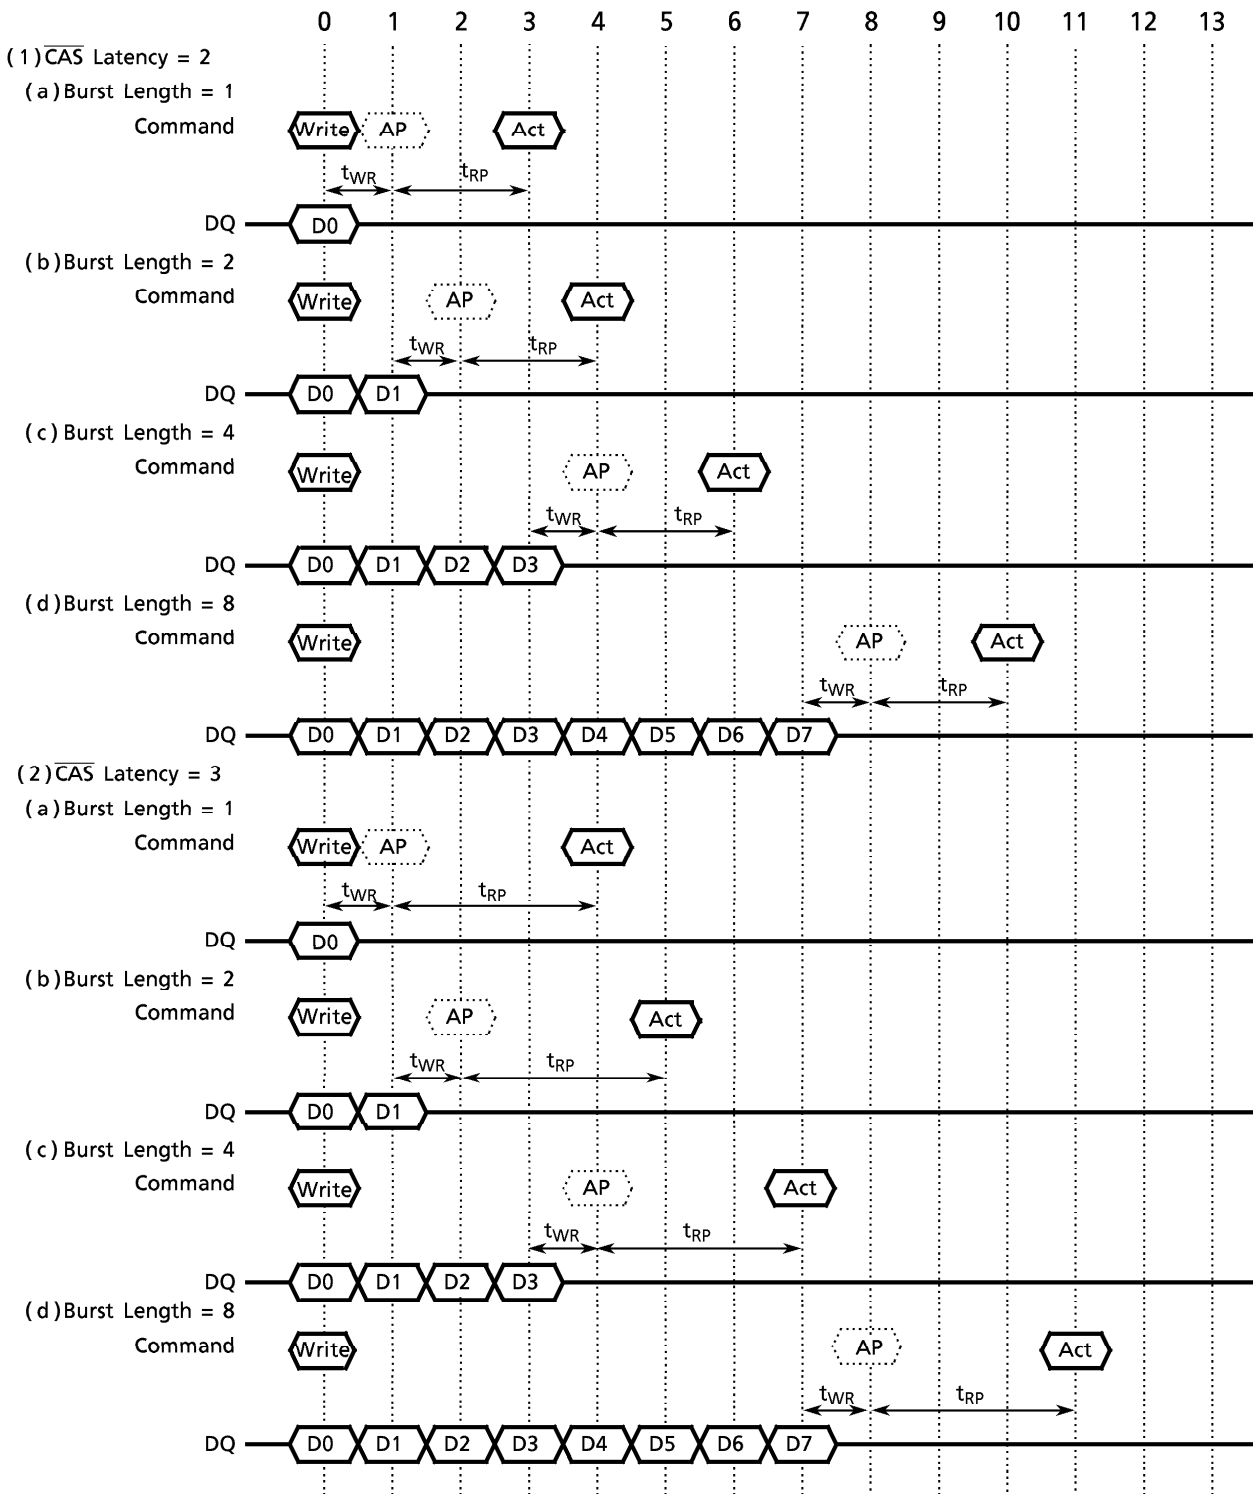 0 1 2 3 4 5 6 7 8 9 10 11 12 13
(1) CAS Latency = 2
(a) Burst Length = 1
Command Write AP Act
tWR tRP
DQ D0
(b) Burst Length = 2
Command Write AP Act
tWR tRP
DQ D0 D1
(c) Burst Length = 4
Command Write AP Act
tWR tRP
DQ D0 D1 D2 D3
(d) Burst Length = 8
Command Write AP Act
tWR tRP
DQ D0 D1 D2 D3 D4 D5 D6 D7
(2) CAS Latency = 3
(a) Burst Length = 1
Command Write AP Act
tWR tRP
DQ D0
(b) Burst Length = 2
Command Write AP Act
tWR tRP
DQ D0 D1
(c) Burst Length = 4
Command Write AP Act
tWR tRP
DQ D0 D1 D2 D3
(d) Burst Length = 8
Command Write AP Act
tWR tRP
DQ D0 D1 D2 D3 D4 D5 D6 D7